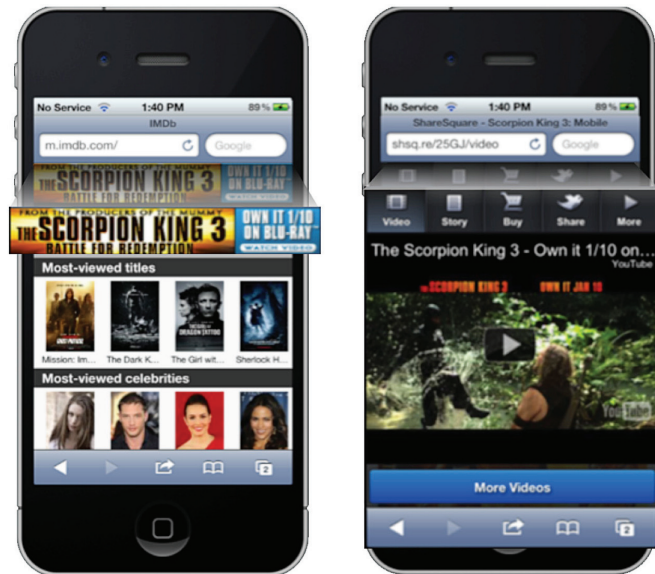 No Service 1:40 PM 89%
IMDb
m.imdb.com/ Google
FROM THE PRODUCERS OF THE MUMMY
THE SCORPION KING 3
BATTLE FOR REDEMPTION
OWN IT 1/10
ON BLU-RAY™
FROM THE PRODUCERS OF THE MUMMY
THE SCORPION KING 3
BATTLE FOR REDEMPTION
OWN IT 1/10
ON BLU-RAY™
WATCH VIDEO
Most-viewed titles
Mission: Im... The Dark K... The Girl wit... Sherlock H...
Most-viewed celebrities
2
No Service 1:40 PM 89%
ShareSquare - Scorpion King 3: Mobile
shsq.re/25GJ/video Google
Video Story Buy Share More
The Scorpion King 3 - Own it 1/10 on...
YouTube
THE SCORPION KING 3 OWN IT JAN 10
YouTube
More Videos
2